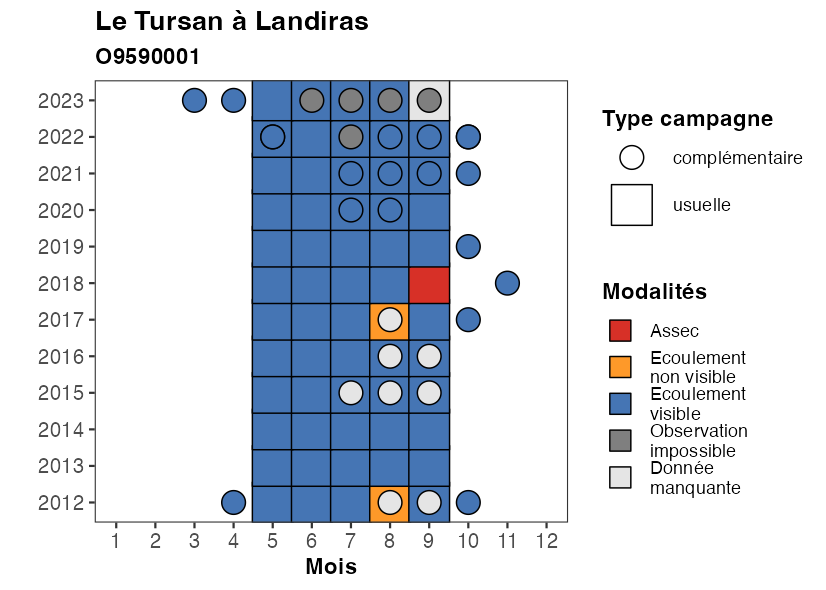 Le Tursan à Landiras
O9590001
2023
2022
2021
2020
2019
2018
2017
2016
2015
2014
2013
2012
1 2 3 4 5 6 7 8 9 10 11 12
Mois
Type campagne
complémentaire
usuelle
Modalités
Assec
Ecoulement
non visible
Ecoulement
visible
Observation
impossible
Donnée
manquante